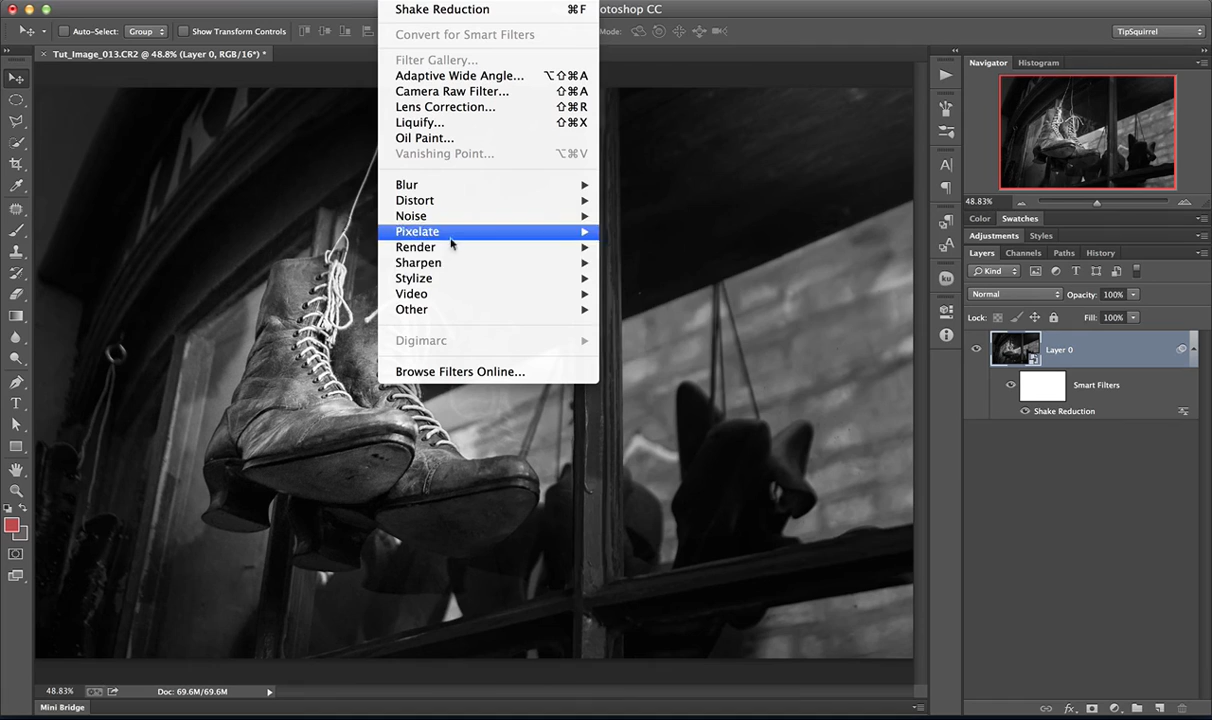 Shake Reduction ⌘F
otoshop CC
Auto-Select: Group
Show Transform Controls
Mode:
TipSquirrel
Tut_Image_013.CR2 @ 48.8% (Layer 0, RGB/16*) *
Convert for Smart Filters
Filter Gallery...
Adaptive Wide Angle... ⌥⇧⌘A
Camera Raw Filter... ⇧⌘A
Lens Correction... ⇧⌘R
Liquify... ⇧⌘X
Oil Paint...
Vanishing Point... ⌥⌘V
Blur
Distort
Noise
Pixelate
Render
Sharpen
Stylize
Video
Other
Digimarc
Browse Filters Online...
Navigator Histogram
48.83%
Color Swatches
Adjustments Styles
Layers Channels Paths History
Kind
Normal Opacity: 100%
Lock: Fill: 100%
Layer 0
Smart Filters
Shake Reduction
48.83% Doc: 69.6M/69.6M
Mini Bridge